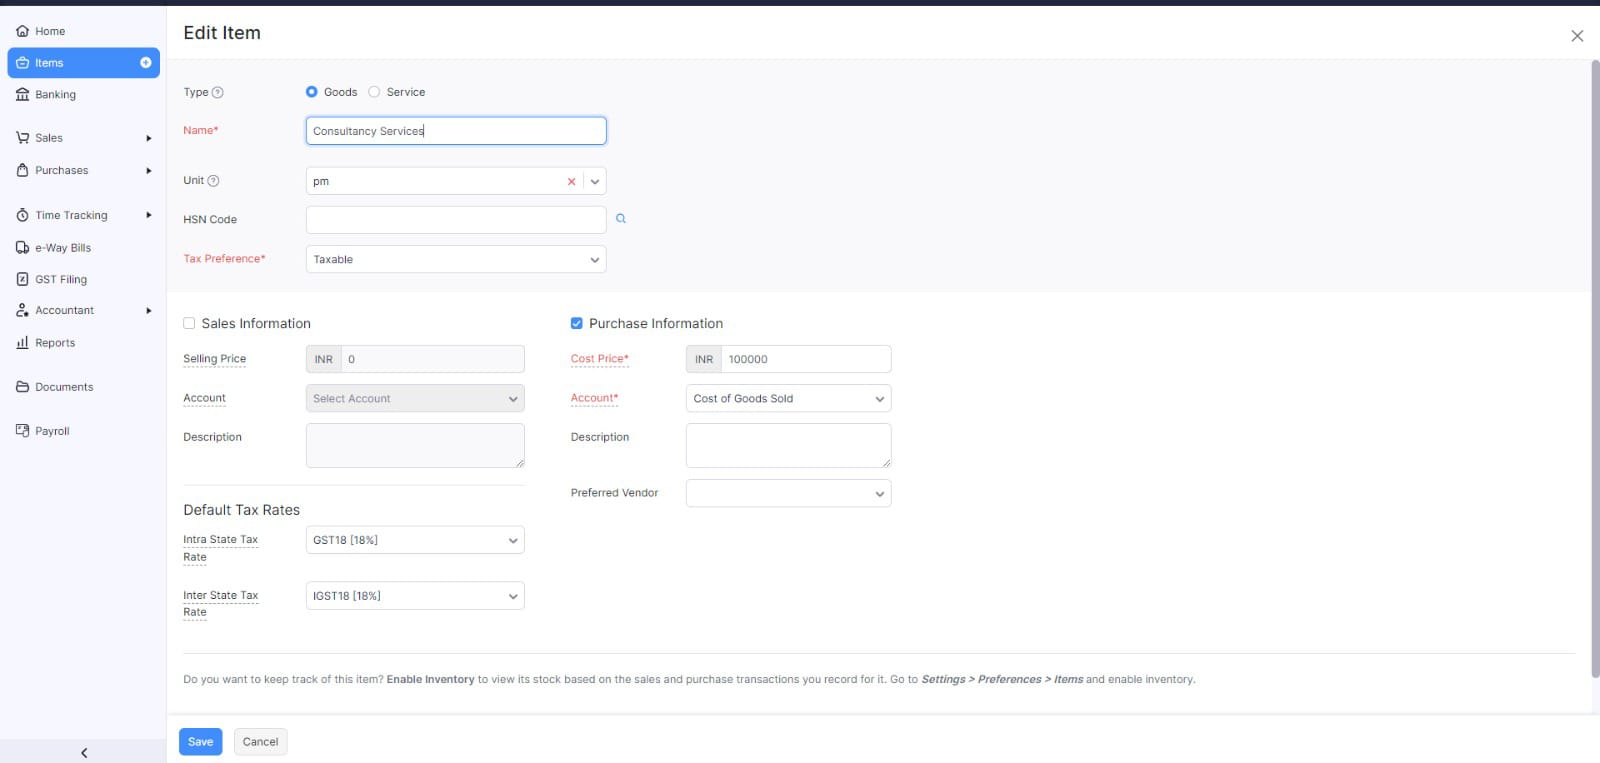 Edit Item
Home
Items
Banking
Sales
Purchases
Time Tracking
e-Way Bills
GST Filing
Accountant
Reports
Documents
Payroll
Type
Goods
Service
Name*
Consultancy Services
Unit
pm
HSN Code
Tax Preference*
Taxable
Sales Information
Selling Price
INR
0
Account
Select Account
Description
Purchase Information
Cost Price*
INR
100000
Account*
Cost of Goods Sold
Description
Preferred Vendor
Default Tax Rates
Intra State Tax
Rate
GST18 [18%]
Inter State Tax
Rate
IGST18 [18%]
Do you want to keep track of this item? Enable Inventory to view its stock based on the sales and purchase transactions you record for it. Go to Settings > Preferences > Items and enable inventory.
Save
Cancel